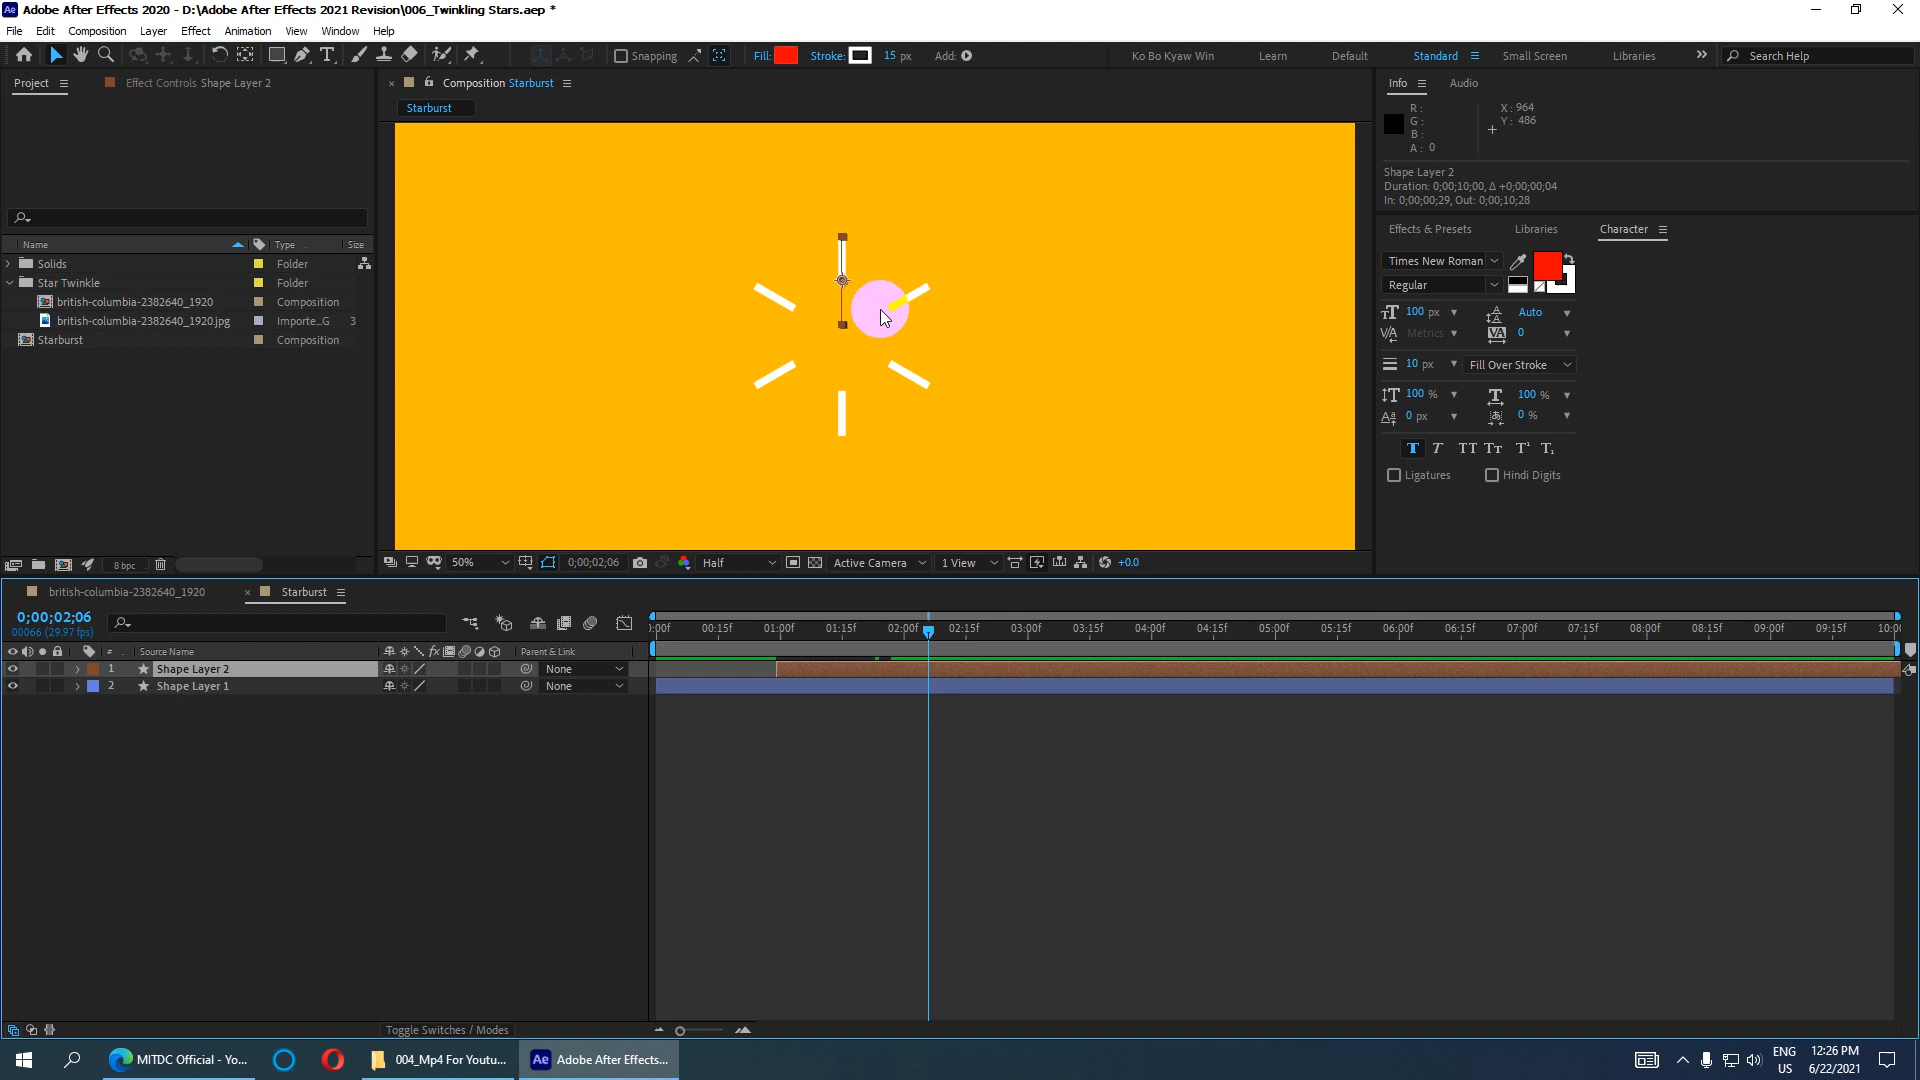 Adobe After Effects 2020 - D:\Adobe After Effects 2021 Revision\006_Twinkling Stars.aep *
File Edit Composition Layer Effect Animation View Window Help
Snapping Fill: Stroke: 15 px Add: Ko Bo Kyaw Win Learn Default Standard Small Screen Libraries Search Help
Project Effect Controls Shape Layer 2
Composition Starburst
Starburst
Info Audio
R: X: 964
G: Y: 486
B:
A: 0
Shape Layer 2
Duration: 0;00;10;00, Δ +0;00;00;04
In: 0;00;00;29, Out: 0;00;10;28
Effects & Presets Libraries Character
Times New Roman
Regular
100 px Auto
Metrics 0
10 px Fill Over Stroke
100 % 100 %
0 px 0 %
T T TT Tт T¹ T₁
Ligatures Hindi Digits
Name Type Size
Solids Folder
Star Twinkle Folder
british-columbia-2382640_1920 Composition
british-columbia-2382640_1920.jpg Importe...G 3
Starburst Composition
8 bpc
50% 0;00;02;06 Half Active Camera 1 View +0.0
british-columbia-2382640_1920 Starburst
0;00;02;06
00066 (29.97 fps)
):00f 00:15f 01:00f 01:15f 02:00f 02:15f 03:00f 03:15f 04:00f 04:15f 05:00f 05:15f 06:00f 06:15f 07:00f 07:15f 08:00f 08:15f 09:00f 09:15f 10:00
# Source Name Parent & Link
1 Shape Layer 2 None
2 Shape Layer 1 None
Toggle Switches / Modes
MITDC Official - Yo... 004_Mp4 For Youtu... Ae Adobe After Effects...
ENG
US
12:26 PM
6/22/2021